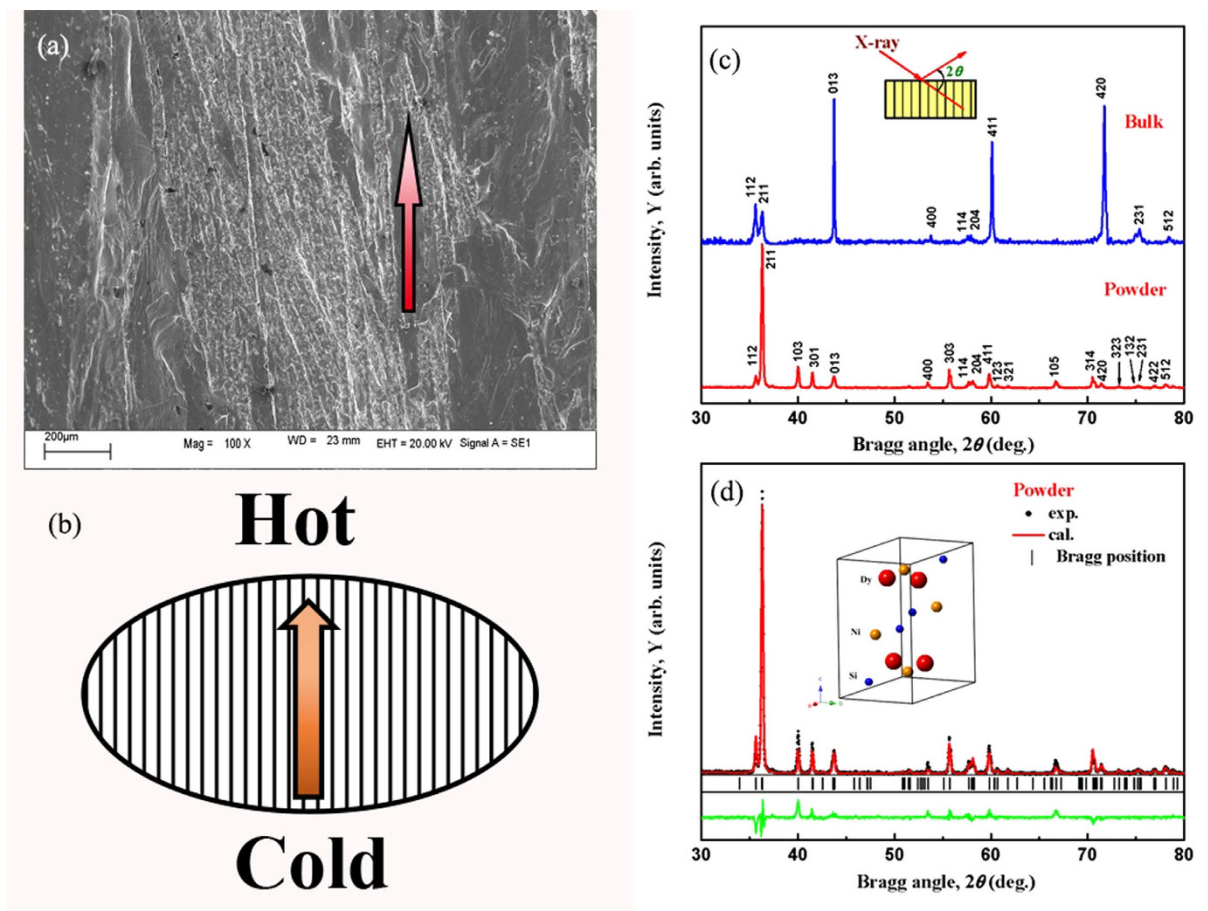 (a)
200μm
Mag = 100 X
WD = 23 mm
EHT = 20.00 kV
Signal A = SE1
(b)
Hot
Cold
(c)
X-ray
2θ
Bulk
112
211
013
400
114
204
411
420
231
512
Powder
112
211
103
301
013
400
303
114
204
411
123
321
105
314
420
323
132
231
422
512
Intensity, Y (arb. units)
30 40 50 60 70 80
Bragg angle, 2θ (deg.)
(d)
Powder
exp.
cal.
Bragg position
Dy
Ni
Si
c
a
b
Intensity, Y (arb. units)
30 40 50 60 70 80
Bragg angle, 2θ (deg.)